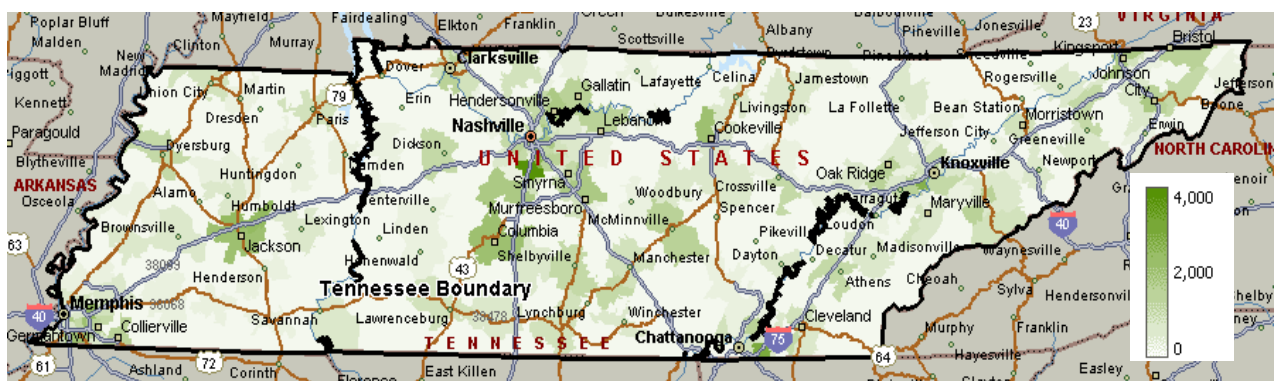 Poplar Bluff
Mayfield
Fairdealing
Elkton
Franklin
Albany
Jonesville
23
VIRGINIA
Malden
Clinton
Murray
Scottsville
Pineville
Kingsport
Bristol
New
Madrid
Dover
Clarksville
Celina
Jamestown
Rogersville
Johnson
City
Jefferson
Piggott
Union City
Martin
79
Erin
Hendersonville
Gallatin
Lafayette
Livingston
La Follette
Bean Station
Boone
Kennett
Dresden
Paris
Nashville
Lebanon
Cookeville
Morristown
Erwin
Paragould
Dyersburg
Dickson
Jefferson City
Greeneville
Blytheville
Camden
UNITED STATES
Knoxville
Newport
NORTH CAROLIN
ARKANSAS
Huntingdon
Smyrna
Crossville
Oak Ridge
Osceola
Alamo
Woodbury
Humboldt
Lexington
Murfreesboro
McMinnville
Spencer
Farragut
Maryville
4,000
63
Brownsville
Linden
Columbia
Pikeville
Loudon
40
Jackson
Shelbyville
Decatur
Madisonville
Waynesville
Hohenwald
43
Manchester
Dayton
2,000
Henderson
Athens
Cheoah
Sylva
Hendersonville
40
Memphis
Tennessee Boundary
Lynchburg
Winchester
Germantown
Collierville
Savannah
Lawrenceburg
Cleveland
Murphy
Franklin
TENNESSEE
Chattanooga
75
0
61
72
64
Hayesville
Ashland
Corinth
Florence
East Killen
Easley